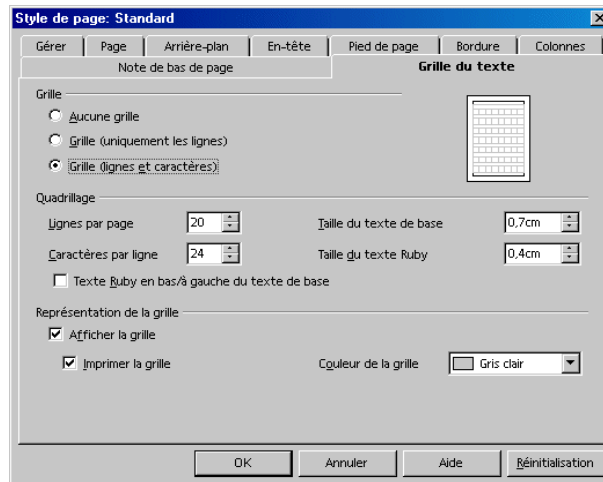 Style de page: Standard
Gérer Page Arrière-plan En-tête Pied de page Bordure Colonnes
Note de bas de page Grille du texte
Grille
Aucune grille
Grille (uniquement les lignes)
Grille (lignes et caractères)
Quadrillage
Lignes par page 20 Taille du texte de base 0,7cm
Caractères par ligne 24 Taille du texte Ruby 0,4cm
Texte Ruby en bas/à gauche du texte de base
Représentation de la grille
Afficher la grille
Imprimer la grille Couleur de la grille Gris clair
OK Annuler Aide Réinitialisation